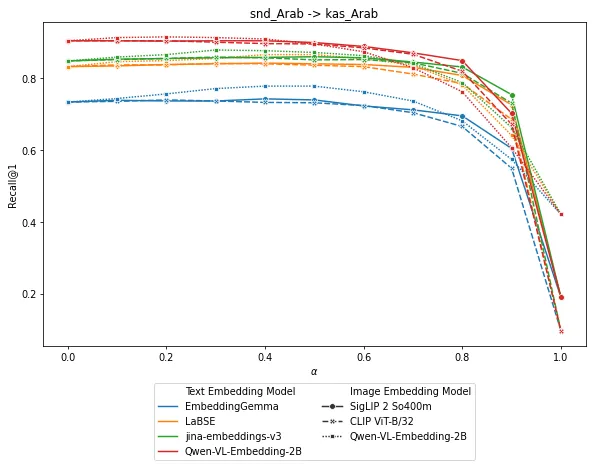 snd_Arab -> kas_Arab
Recall@1
0.8
0.6
0.4
0.2
0.0 0.2 0.4 0.6 0.8 1.0
α
Text Embedding Model
EmbeddingGemma
LaBSE
jina-embeddings-v3
Qwen-VL-Embedding-2B
Image Embedding Model
SigLIP 2 So400m
CLIP ViT-B/32
Qwen-VL-Embedding-2B